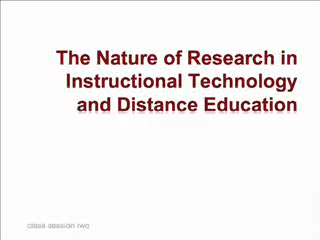 The Nature of Research in
Instructional Technology
and Distance Education
class session two